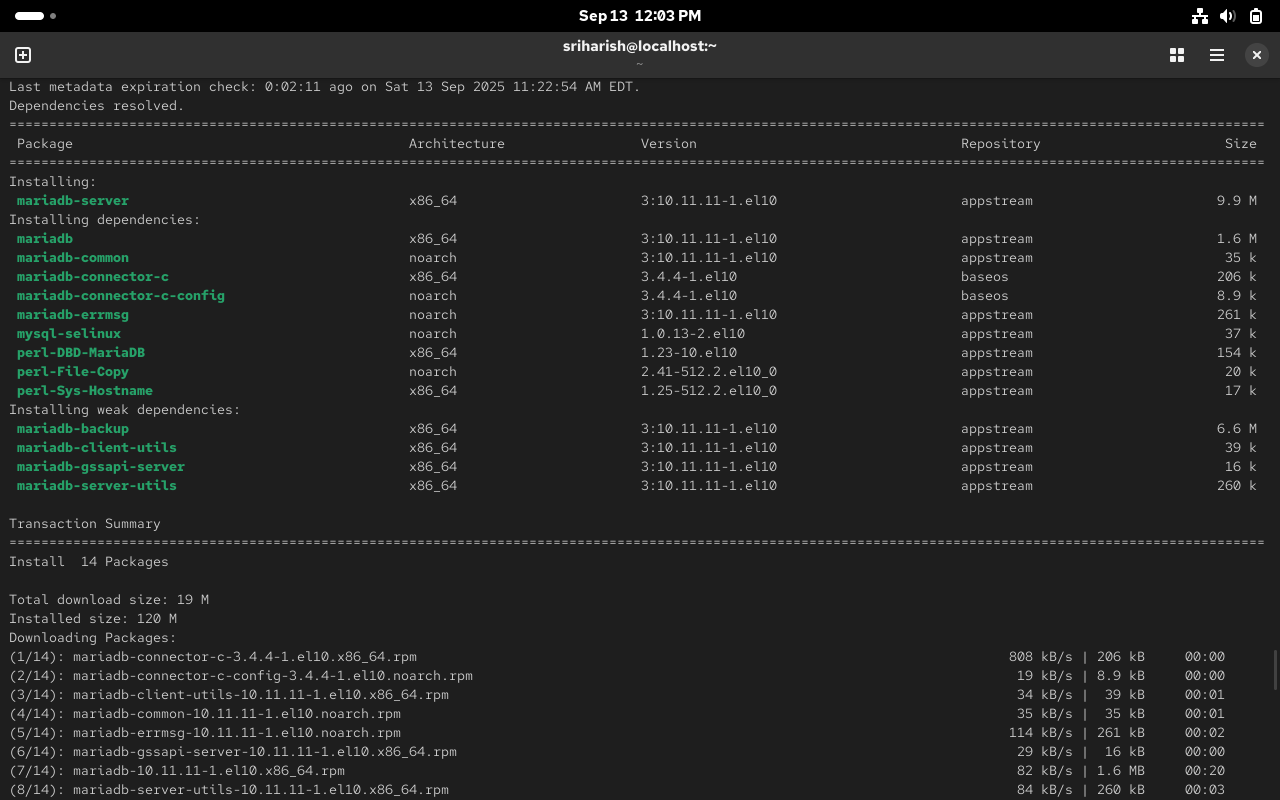 Sep 13 12:03 PM
sriharish@localhost:~
~
Last metadata expiration check: 0:02:11 ago on Sat 13 Sep 2025 11:22:54 AM EDT.
Dependencies resolved.
=============================================================================================================================================================
Package Architecture Version Repository Size
=============================================================================================================================================================
Installing:
mariadb-server x86_64 3:10.11.11-1.el10 appstream 9.9 M
Installing dependencies:
mariadb x86_64 3:10.11.11-1.el10 appstream 1.6 M
mariadb-common noarch 3:10.11.11-1.el10 appstream 35 k
mariadb-connector-c x86_64 3.4.4-1.el10 baseos 206 k
mariadb-connector-c-config noarch 3.4.4-1.el10 baseos 8.9 k
mariadb-errmsg noarch 3:10.11.11-1.el10 appstream 261 k
mysql-selinux noarch 1.0.13-2.el10 appstream 37 k
perl-DBD-MariaDB x86_64 1.23-10.el10 appstream 154 k
perl-File-Copy noarch 2.41-512.2.el10_0 appstream 20 k
perl-Sys-Hostname x86_64 1.25-512.2.el10_0 appstream 17 k
Installing weak dependencies:
mariadb-backup x86_64 3:10.11.11-1.el10 appstream 6.6 M
mariadb-client-utils x86_64 3:10.11.11-1.el10 appstream 39 k
mariadb-gssapi-server x86_64 3:10.11.11-1.el10 appstream 16 k
mariadb-server-utils x86_64 3:10.11.11-1.el10 appstream 260 k
Transaction Summary
=============================================================================================================================================================
Install  14 Packages
Total download size: 19 M
Installed size: 120 M
Downloading Packages:
(1/14): mariadb-connector-c-3.4.4-1.el10.x86_64.rpm 808 kB/s | 206 kB 00:00
(2/14): mariadb-connector-c-config-3.4.4-1.el10.noarch.rpm 19 kB/s | 8.9 kB 00:00
(3/14): mariadb-client-utils-10.11.11-1.el10.x86_64.rpm 34 kB/s | 39 kB 00:01
(4/14): mariadb-common-10.11.11-1.el10.noarch.rpm 35 kB/s | 35 kB 00:01
(5/14): mariadb-errmsg-10.11.11-1.el10.noarch.rpm 114 kB/s | 261 kB 00:02
(6/14): mariadb-gssapi-server-10.11.11-1.el10.x86_64.rpm 29 kB/s | 16 kB 00:00
(7/14): mariadb-10.11.11-1.el10.x86_64.rpm 82 kB/s | 1.6 MB 00:20
(8/14): mariadb-server-utils-10.11.11-1.el10.x86_64.rpm 84 kB/s | 260 kB 00:03